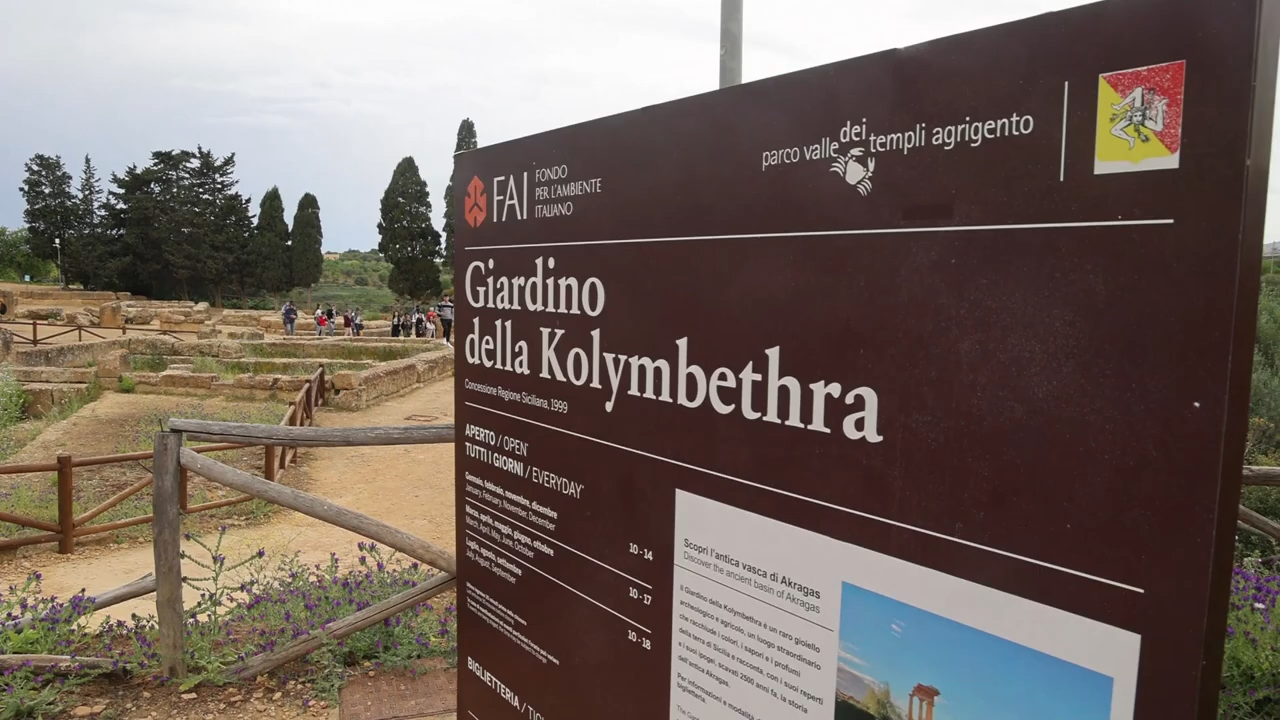 FAI FONDO
PER L'AMBIENTE
ITALIANO
parco valle dei templi agrigento
Giardino
della Kolymbethra
Concessione Regione Siciliana, 1999
APERTO / OPEN*
TUTTI I GIORNI / EVERYDAY*
Gennaio, febbraio, novembre, dicembre
January, February, November, December
10 - 14
Marzo, aprile, maggio, giugno, ottobre
March, April, May, June, October
10 - 17
Luglio, agosto, settembre
July, August, September
10 - 18
BIGLIETTERIA /
Scopri l'antica vasca di Akragas
Discover the ancient basin of Akragas
Il Giardino della Kolymbethra è un raro gioiello
archeologico e agricolo, un luogo straordinario
che racchiude i colori, i sapori e i profumi
della terra di Sicilia e racconta, con i suoi reperti
e i suoi ipogei, scavati 2500 anni fa, la storia
dell'antica Akragas.
Per informazioni e modalità
biglietteria.